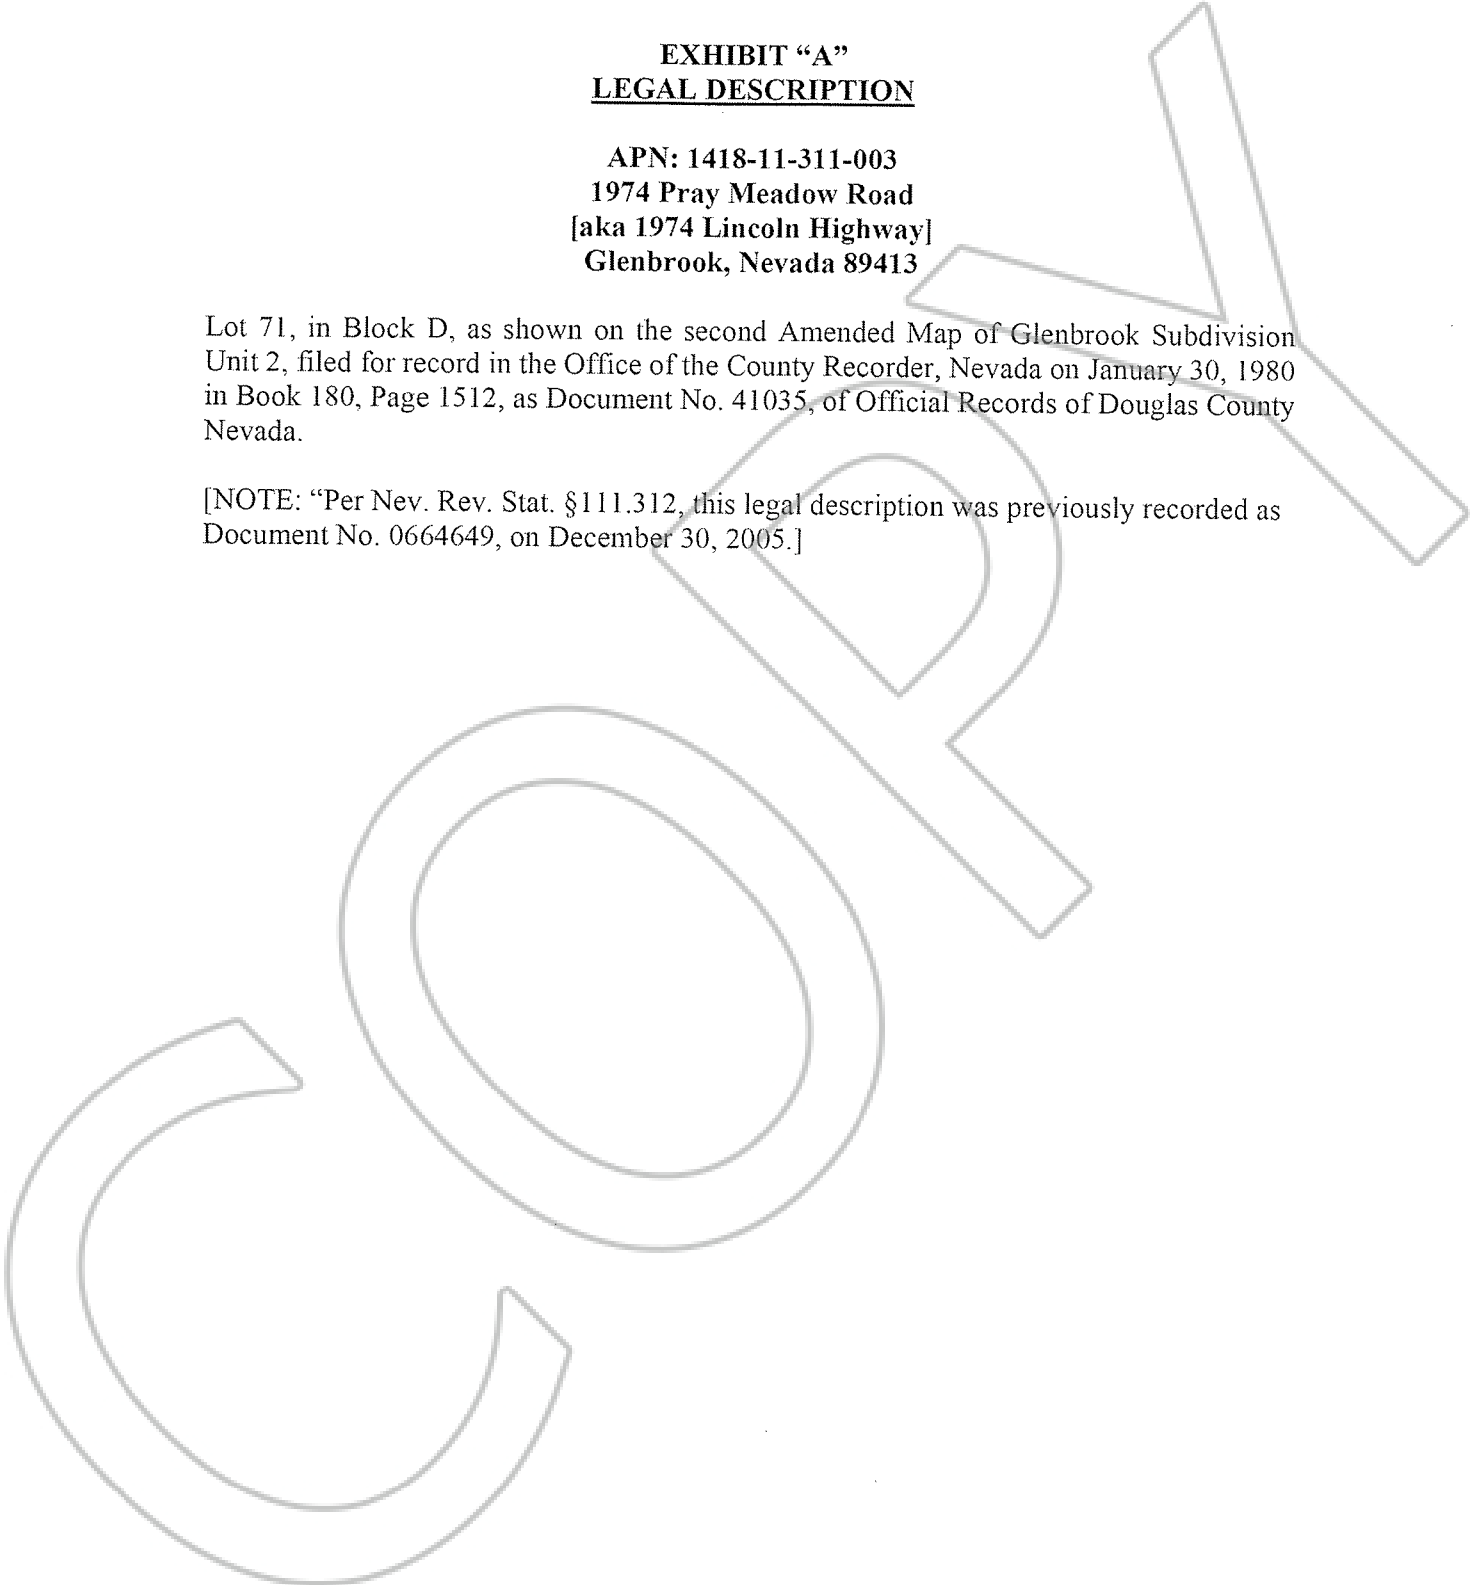 EXHIBIT “A”
LEGAL DESCRIPTION
APN: 1418-11-311-003
1974 Pray Meadow Road
[aka 1974 Lincoln Highway]
Glenbrook, Nevada 89413
Lot 71, in Block D, as shown on the second Amended Map of Glenbrook Subdivision
Unit 2, filed for record in the Office of the County Recorder, Nevada on January 30, 1980
in Book 180, Page 1512, as Document No. 41035, of Official Records of Douglas County
Nevada.
[NOTE: “Per Nev. Rev. Stat. §111.312, this legal description was previously recorded as
Document No. 0664649, on December 30, 2005.]
COPY